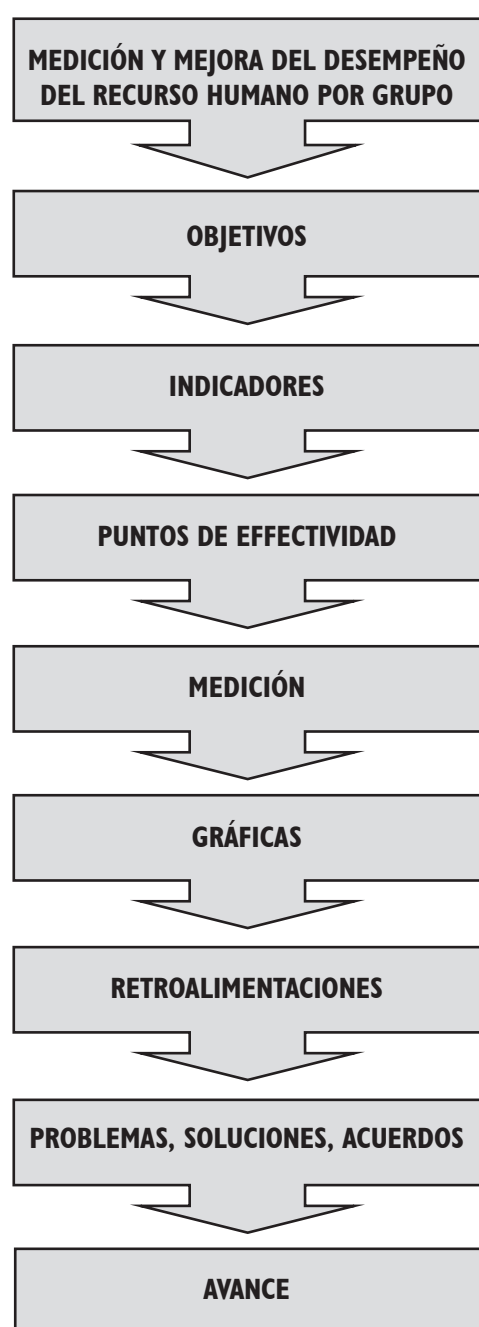 MEDICIÓN Y MEJORA DEL DESEMPEÑO
DEL RECURSO HUMANO POR GRUPO
OBJETIVOS
INDICADORES
PUNTOS DE EFFECTIVIDAD
MEDICIÓN
GRÁFICAS
RETROALIMENTACIONES
PROBLEMAS, SOLUCIONES, ACUERDOS
AVANCE